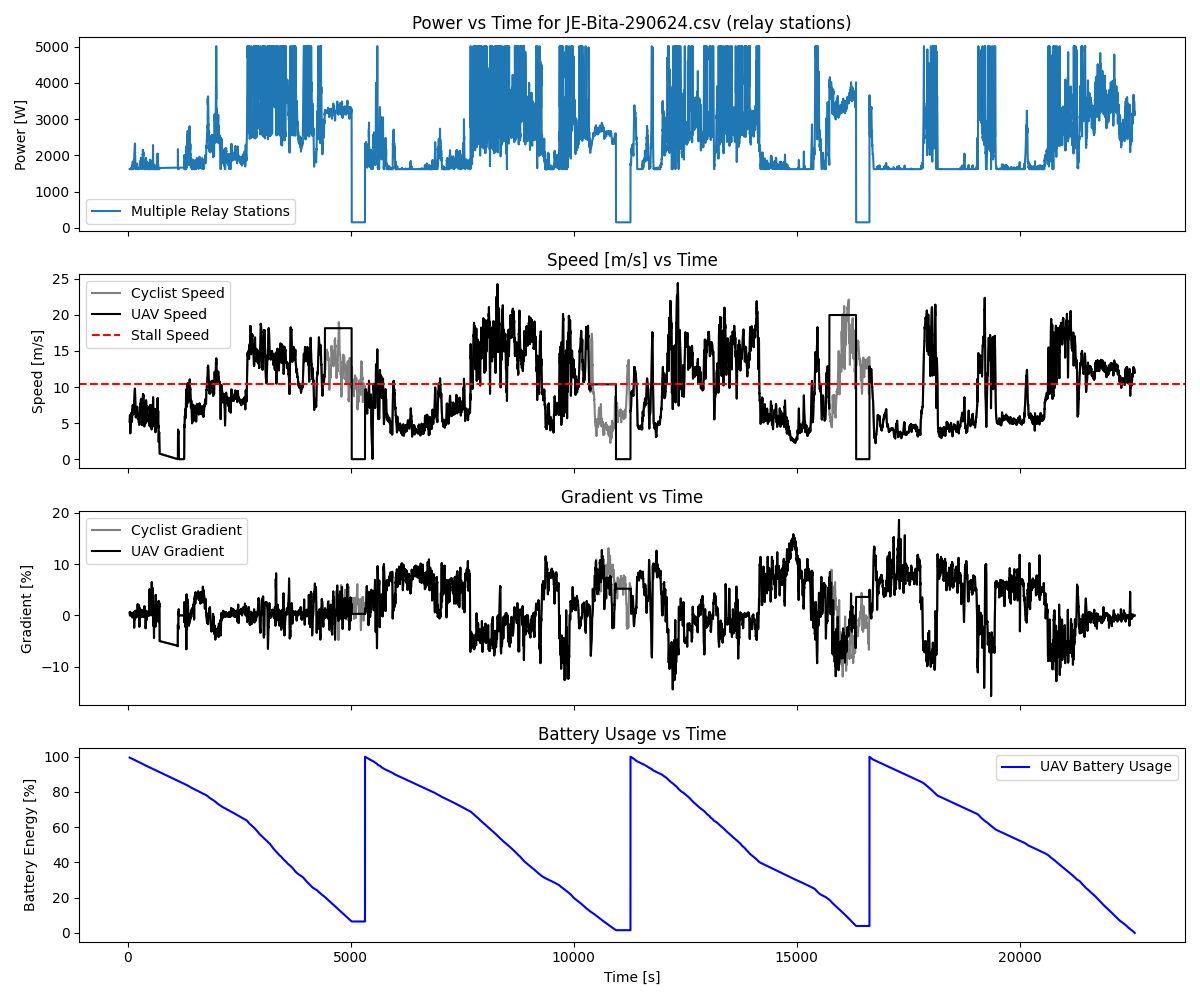 Power vs Time for JE-Bita-290624.csv (relay stations)
5000
4000
3000
2000
1000
0
Power [W]
Multiple Relay Stations
Speed [m/s] vs Time
25
20
15
10
5
0
Speed [m/s]
Cyclist Speed
UAV Speed
Stall Speed
Gradient vs Time
20
10
0
−10
Gradient [%]
Cyclist Gradient
UAV Gradient
Battery Usage vs Time
100
80
60
40
20
0
Battery Energy [%]
UAV Battery Usage
0 5000 10000 15000 20000
Time [s]